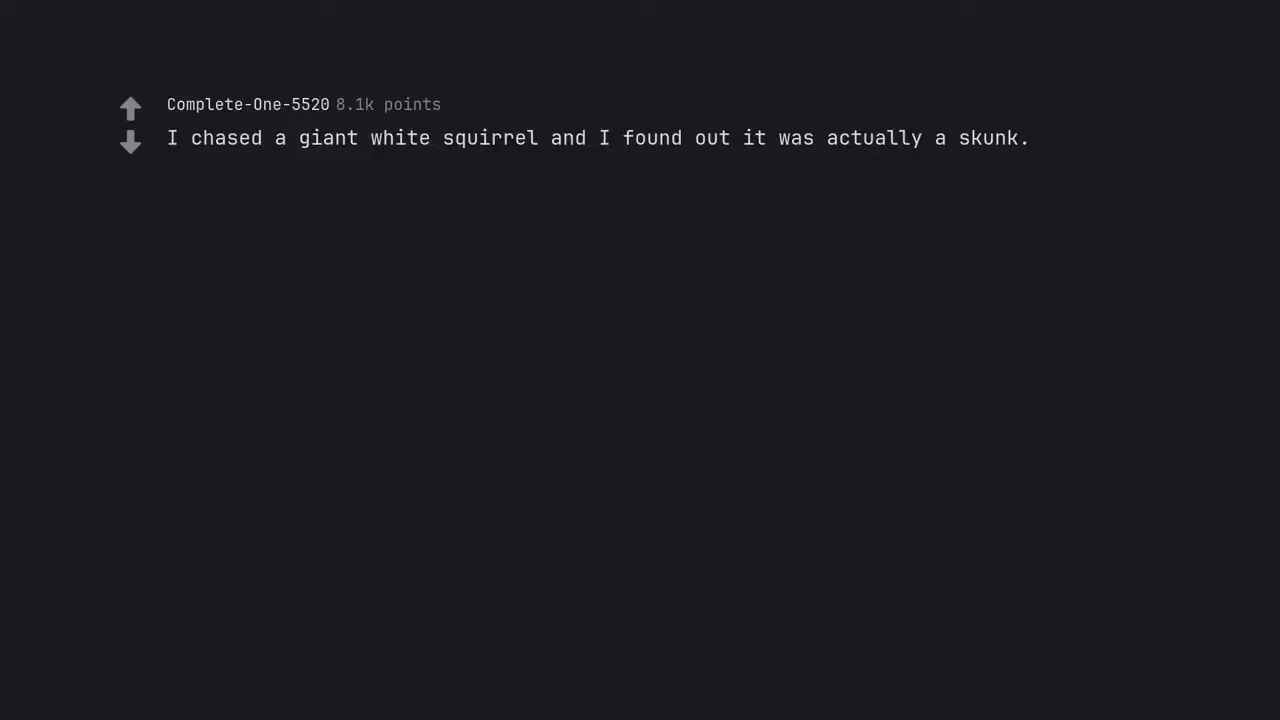 Complete-One-5520 8.1k points
I chased a giant white squirrel and I found out it was actually a skunk.